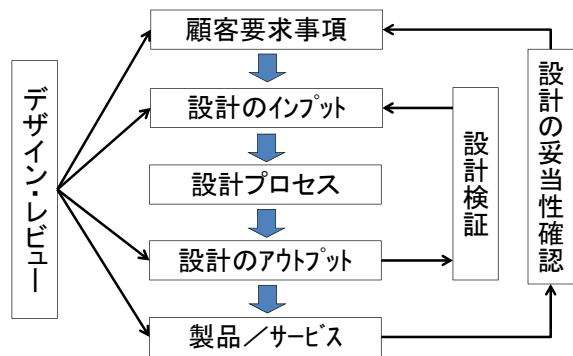 顧客要求事項
設計のインプット
設計プロセス
設計のアウトプット
製品／サービス
デザイン・レビュー
設計検証
設計の妥当性確認